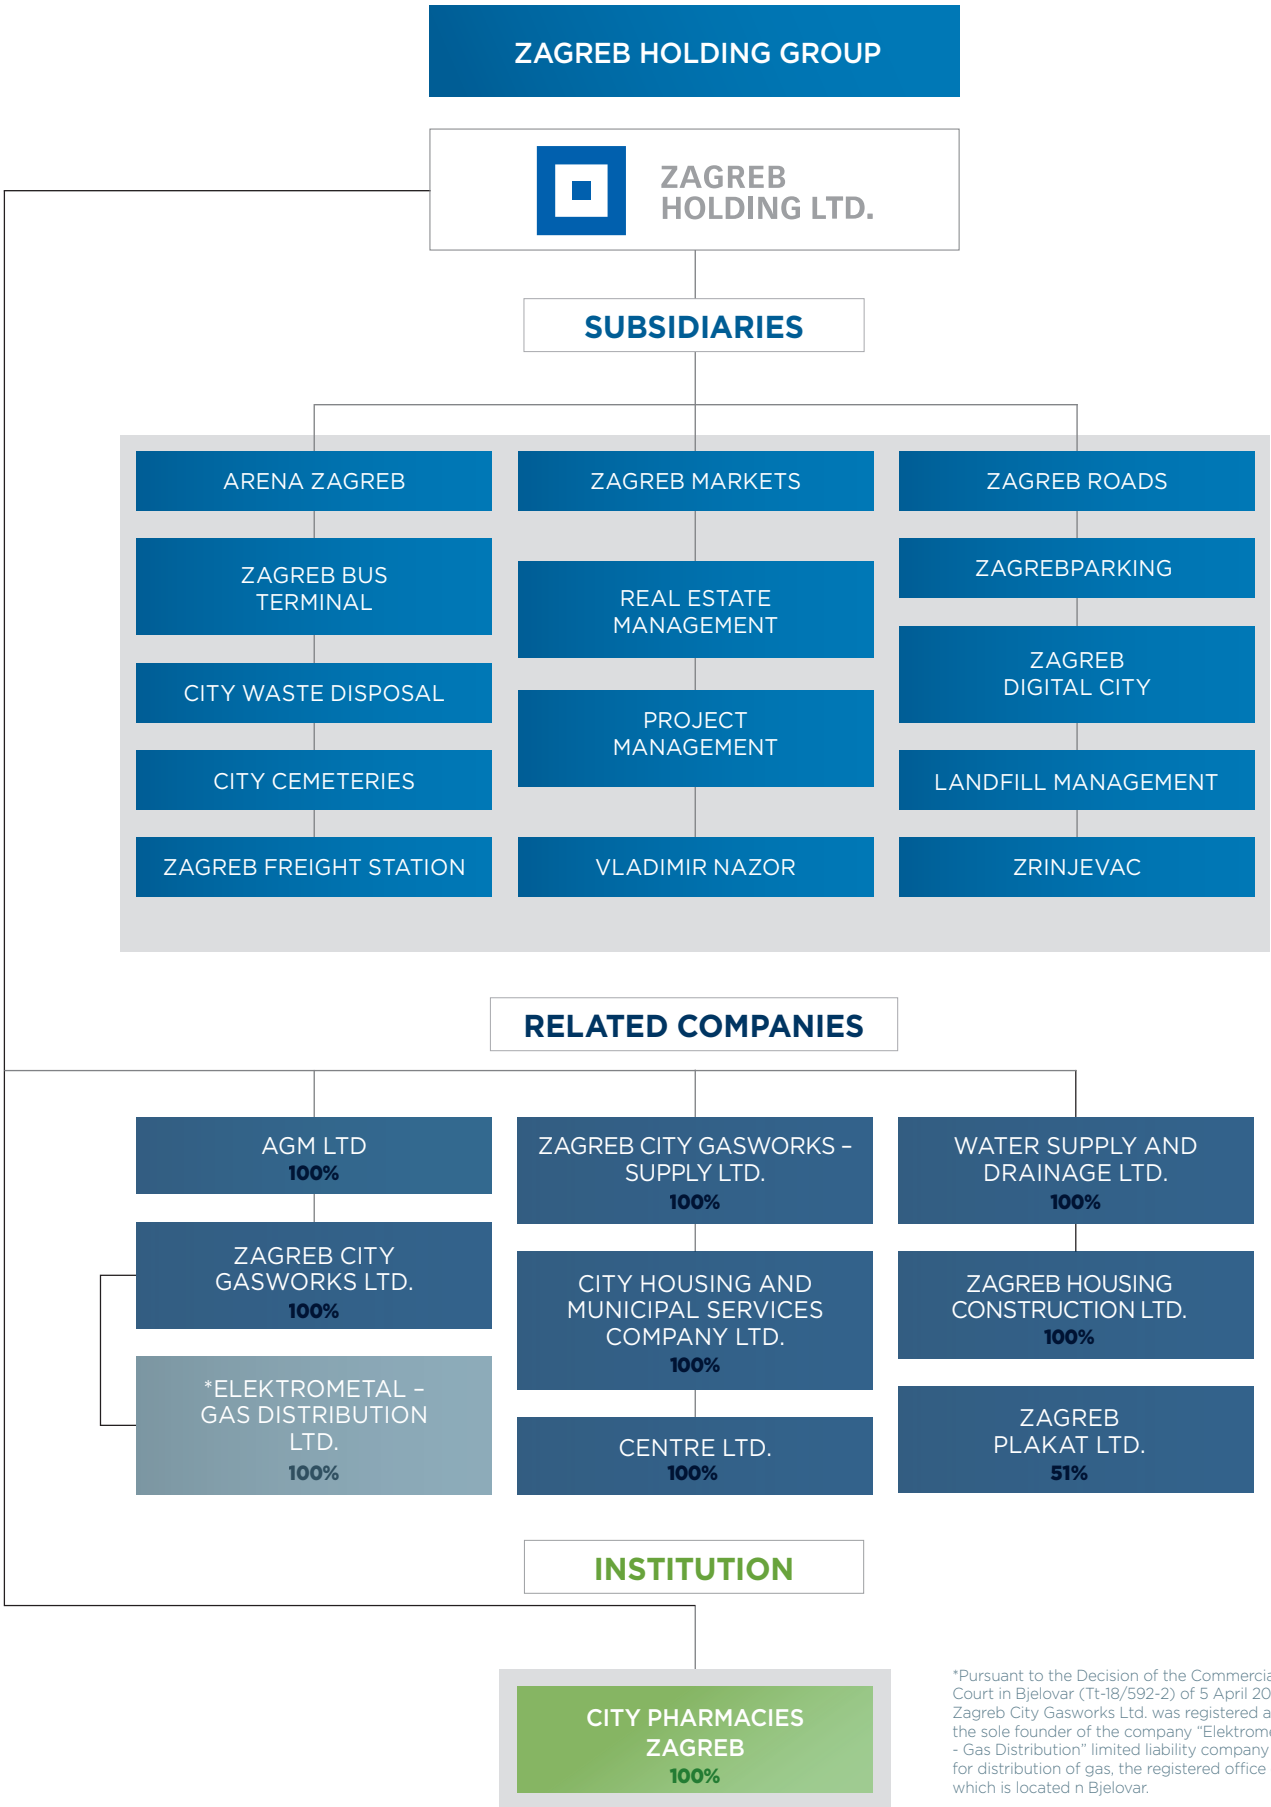 ZAGREB HOLDING GROUP
ZAGREB
HOLDING LTD.
SUBSIDIARIES
ARENA ZAGREB
ZAGREB BUS
TERMINAL
CITY WASTE DISPOSAL
CITY CEMETERIES
ZAGREB FREIGHT STATION
ZAGREB MARKETS
REAL ESTATE
MANAGEMENT
PROJECT
MANAGEMENT
VLADIMIR NAZOR
ZAGREB ROADS
ZAGREBPARKING
ZAGREB
DIGITAL CITY
LANDFILL MANAGEMENT
ZRINJEVAC
RELATED COMPANIES
AGM LTD
100%
ZAGREB CITY
GASWORKS LTD.
100%
*ELEKTROMETAL –
GAS DISTRIBUTION
LTD.
100%
ZAGREB CITY GASWORKS –
SUPPLY LTD.
100%
CITY HOUSING AND
MUNICIPAL SERVICES
COMPANY LTD.
100%
CENTRE LTD.
100%
WATER SUPPLY AND
DRAINAGE LTD.
100%
ZAGREB HOUSING
CONSTRUCTION LTD.
100%
ZAGREB
PLAKAT LTD.
51%
INSTITUTION
CITY PHARMACIES
ZAGREB
100%
*Pursuant to the Decision of the
Court in Bjelovar (Tt-18/592-2) of 5 April
Zagreb City Gasworks Ltd. was registered
the sole founder of the company
- Gas Distribution” limited liability company
for distribution of gas, the registered office
which is located n Bjelovar.